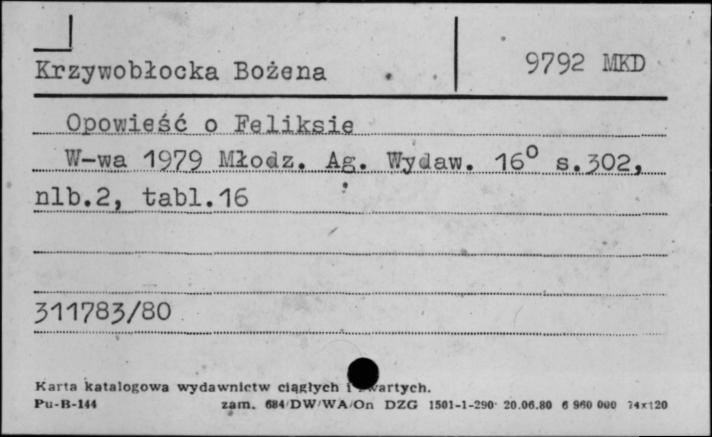 Krzywobłocka Bożena
9792 MKD
Opowieść o Feliksie
W-wa 1979 Młodz. Ag. Wydaw. 16⁰ s.302,
nlb.2, tabl.16
311783/80
Karta katalogowa wydawnictw ciągłych i zwartych.
Pu-B-144 zam. 684/DW/WA/On DZG 1501-1-290 20.06.80 6 960 000 74x120